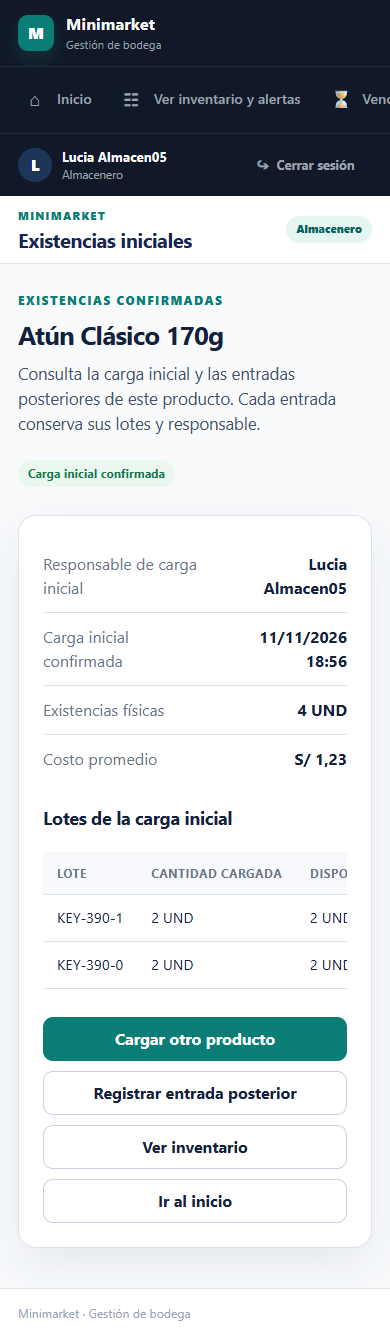 M
Minimarket
Gestión de bodega
Inicio
Ver inventario y alertas
L
Lucia Almacen05
Almacenero
Cerrar sesión
MINIMARKET
Existencias iniciales
Almacenero
EXISTENCIAS CONFIRMADAS
Atún Clásico 170g
Consulta la carga inicial y las entradas
posteriores de este producto. Cada entrada
conserva sus lotes y responsable.
Carga inicial confirmada
Responsable de carga
inicial
Lucia
Almacen05
Carga inicial
confirmada
11/11/2026
18:56
Existencias físicas
4 UND
Costo promedio
S/ 1,23
Lotes de la carga inicial
LOTE CANTIDAD CARGADA
KEY-390-1 2 UND 2
KEY-390-0 2 UND 2
Cargar otro producto
Registrar entrada posterior
Ver inventario
Ir al inicio
Minimarket · Gestión de bodega